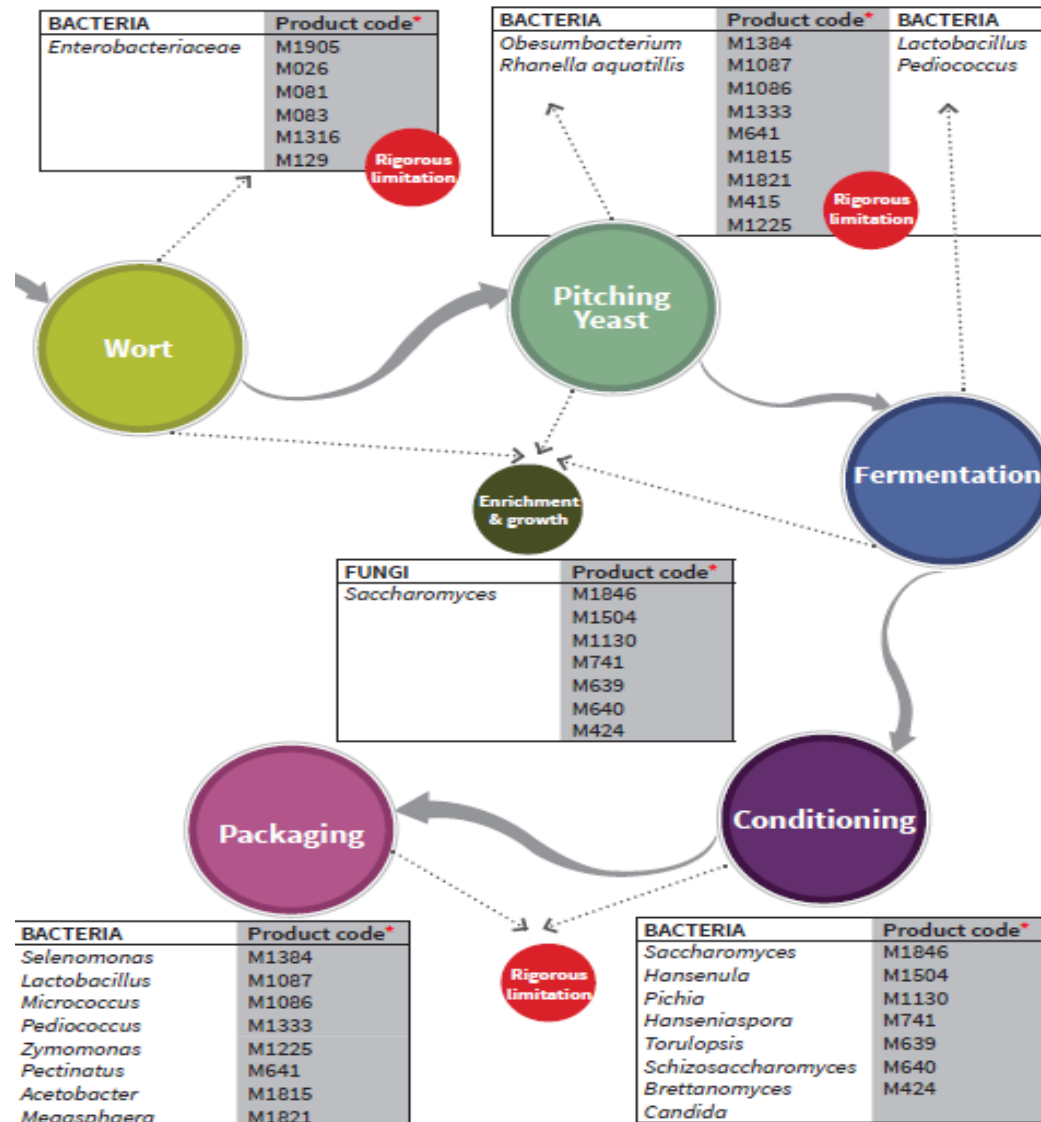 BACTERIA Product code*
Enterobacteriaceae M1905
M026
M081
M083
M1316
M129
Rigorous
limitation
BACTERIA Product code* BACTERIA
Obesumbacterium M1384 Lactobacillus
Rhanella aquatillis M1087 Pediococcus
M1086
M1333
M641
M1815
M1821
M415
M1225
Rigorous
limitation
Wort
Pitching
Yeast
Fermentation
Enrichment
& growth
FUNGI Product code*
Saccharomyces M1846
M1504
M1130
M741
M639
M640
M424
Packaging
Conditioning
Rigorous
limitation
BACTERIA Product code*
Selenomonas M1384
Lactobacillus M1087
Micrococcus M1086
Pediococcus M1333
Zymomonas M1225
Pectinatus M641
Acetobacter M1815
Megasphaera M1821
BACTERIA Product code*
Saccharomyces M1846
Hansenula M1504
Pichia M1130
Hanseniaspora M741
Torulopsis M639
Schizosaccharomyces M640
Brettanomyces M424
Candida